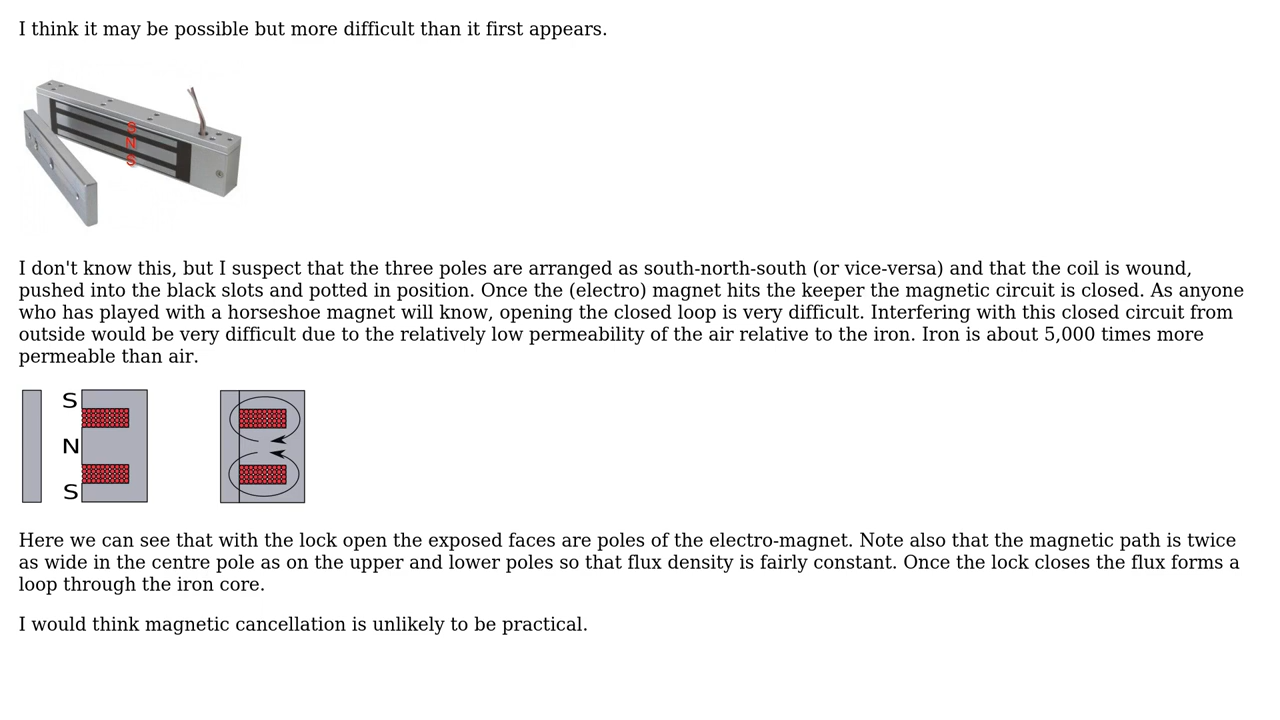 I think it may be possible but more difficult than it first appears.
S
N
S
I don't know this, but I suspect that the three poles are arranged as south-north-south (or vice-versa) and that the coil is wound,
pushed into the black slots and potted in position. Once the (electro) magnet hits the keeper the magnetic circuit is closed. As anyone
who has played with a horseshoe magnet will know, opening the closed loop is very difficult. Interfering with this closed circuit from
outside would be very difficult due to the relatively low permeability of the air relative to the iron. Iron is about 5,000 times more
permeable than air.
S
N
S
Here we can see that with the lock open the exposed faces are poles of the electro-magnet. Note also that the magnetic path is twice
as wide in the centre pole as on the upper and lower poles so that flux density is fairly constant. Once the lock closes the flux forms a
loop through the iron core.
I would think magnetic cancellation is unlikely to be practical.